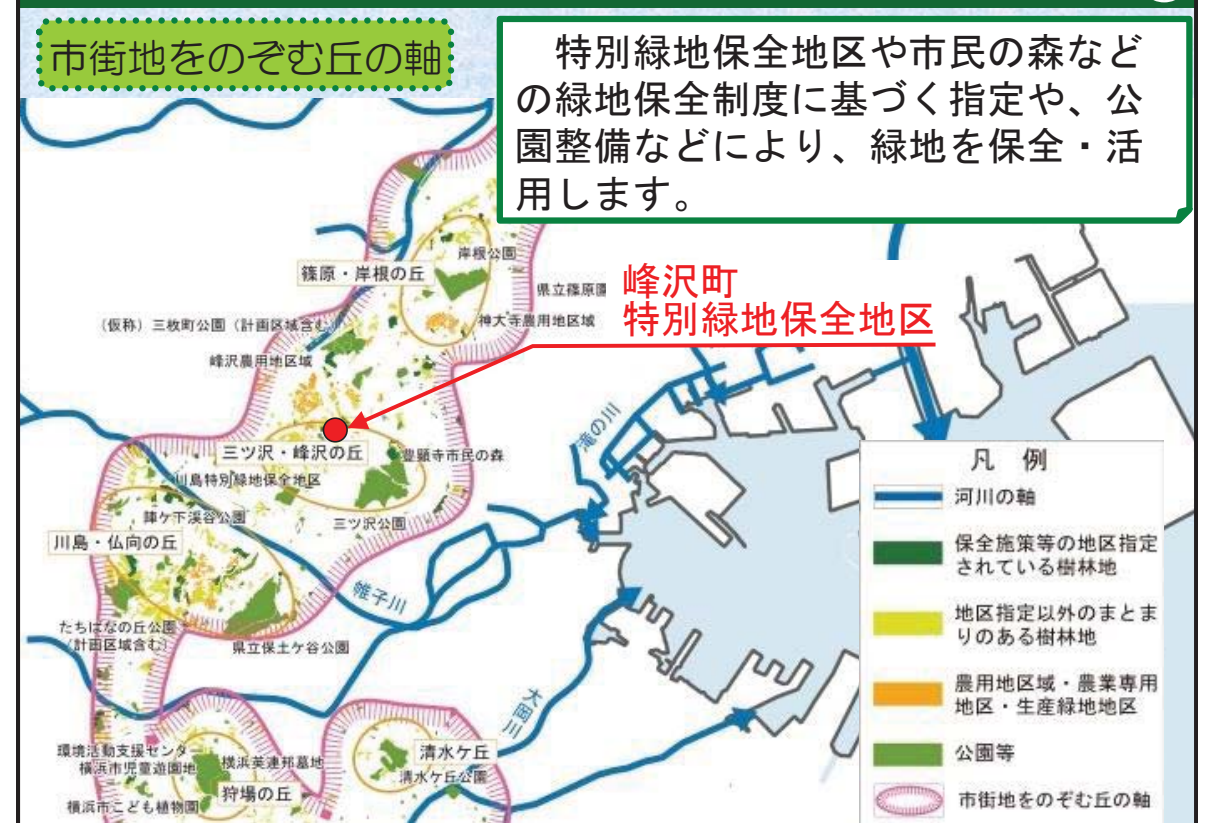 市街地をのぞむ丘の軸
特別緑地保全地区や市民の森など
の緑地保全制度に基づく指定や、公
園整備などにより、緑地を保全・活
用します。
岸根公園
篠原・岸根の丘
県立篠原園
峰沢町
特別緑地保全地区
(仮称)三枚町公園(計画区域含む)
神大寺農用地区域
峰沢農用地区域
滝の川
三ツ沢・峰沢の丘
豊顕寺市民の森
川島特別緑地保全地区
陣ケ下渓谷公園
三ツ沢公園
川島・仏向の丘
帷子川
たちばなの丘公園
(計画区域含む)
県立保土ケ谷公園
大岡川
環境活動支援センター
横浜市児童遊園地
横浜英連邦墓地
清水ケ丘
清水ケ丘公園
狩場の丘
横浜市こども植物園
凡 例
河川の軸
保全施策等の地区指定
されている樹林地
地区指定以外のまとま
りのある樹林地
農用地区域・農業専用
地区・生産緑地地区
公園等
市街地をのぞむ丘の軸